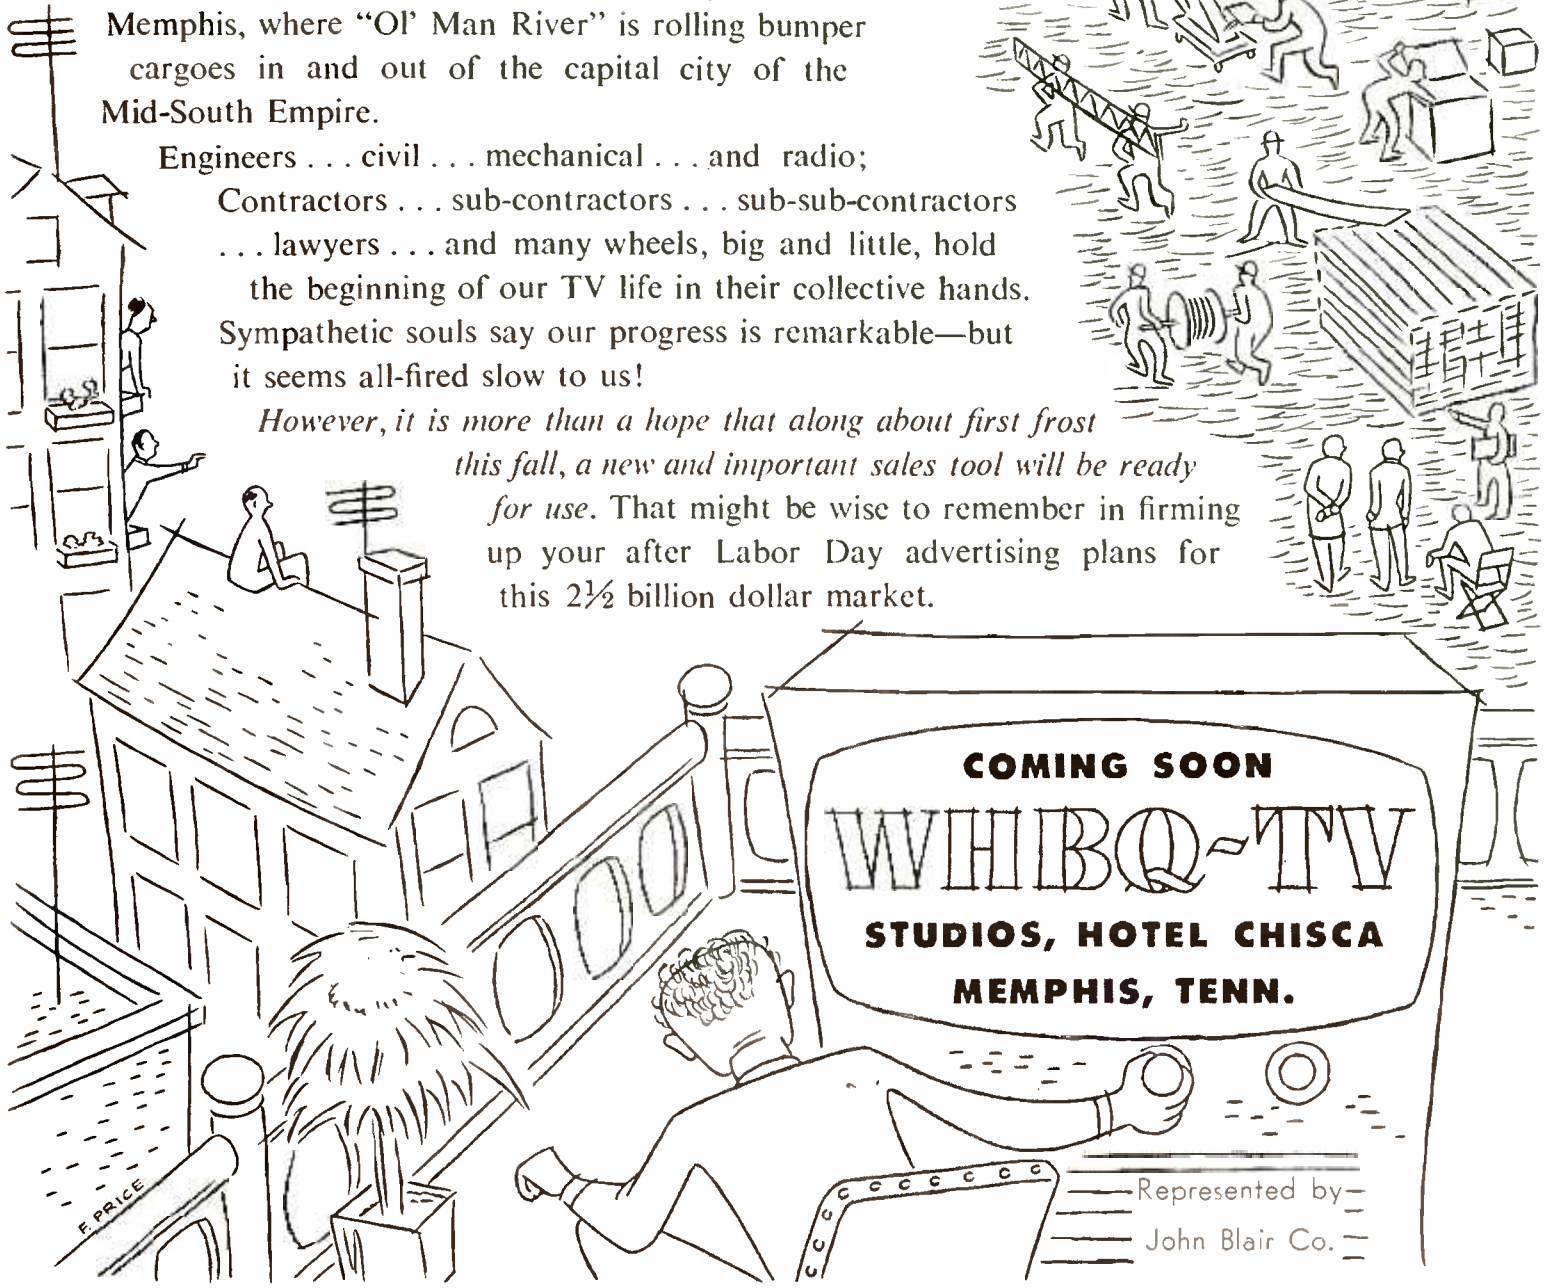 Memphis, where “Ol’ Man River” is rolling bumper
cargoes in and out of the capital city of the
Mid-South Empire.
Engineers . . . civil . . . mechanical . . . and radio;
Contractors . . . sub-contractors . . . sub-sub-contractors
. . . lawyers . . . and many wheels, big and little, hold
the beginning of our TV life in their collective hands.
Sympathetic souls say our progress is remarkable—but
it seems all-fired slow to us!
However, it is more than a hope that along about first frost
this fall, a new and important sales tool will be ready
for use. That might be wise to remember in firming
up your after Labor Day advertising plans for
this 2½ billion dollar market.
COMING SOON
WHBQ-TV
STUDIOS, HOTEL CHISCA
MEMPHIS, TENN.
F. PRICE
Represented by
John Blair Co.